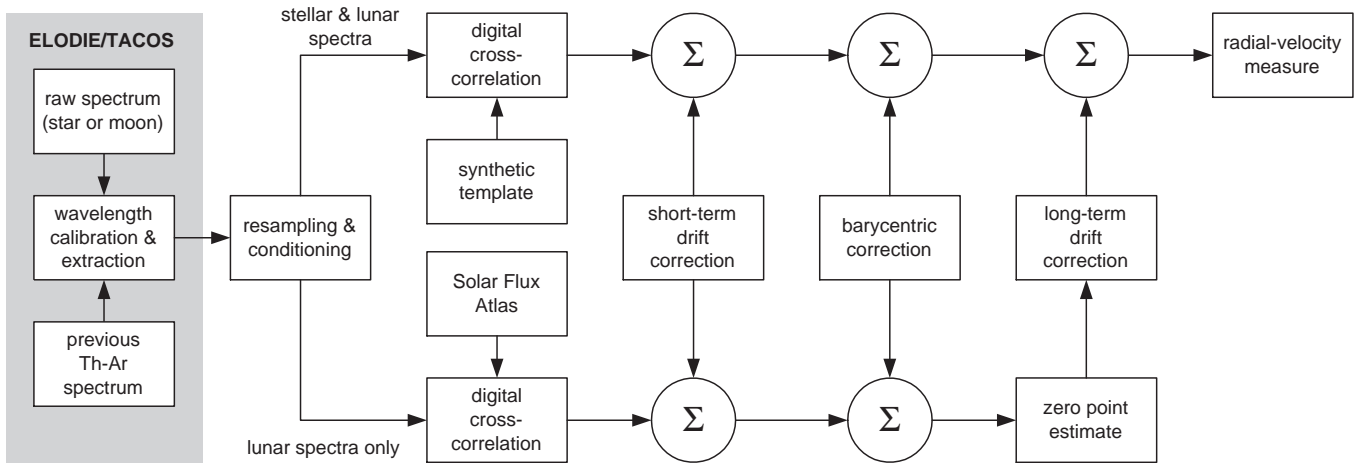 ELODIE/TACOS
raw spectrum
(star or moon)
wavelength
calibration &
extraction
previous
Th-Ar
spectrum
resampling &
conditioning
stellar & lunar
spectra
lunar spectra only
digital
cross-
correlation
synthetic
template
Solar Flux
Atlas
digital
cross-
correlation
Σ
short-term
drift
correction
Σ
Σ
barycentric
correction
Σ
Σ
long-term
drift
correction
zero point
estimate
radial-velocity
measure